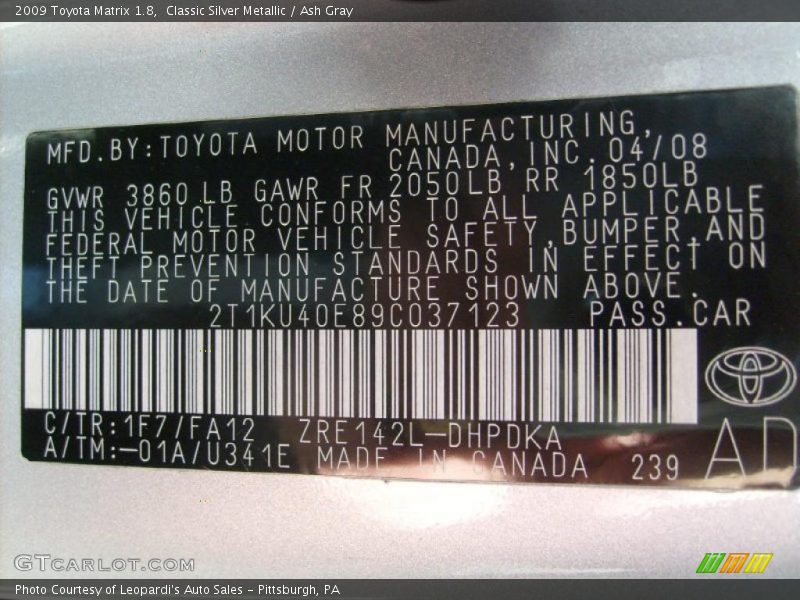 2009 Toyota Matrix 1.8,  Classic Silver Metallic / Ash Gray
MFD.BY:TOYOTA MOTOR MANUFACTURING,
CANADA,INC.04/08
GVWR 3860LB GAWR FR 2050LB,RR 1850LB
THIS VEHICLE CONFORMS TO ALL APPLICABLE
FEDERAL MOTOR VEHICLE SAFETY,BUMPER,AND
THEFT PREVENTION STANDARDS IN EFFECT ON
THE DATE OF MANUFACTURE SHOWN ABOVE.
2T1KU40E89C037123 PASS.CAR
C/TR:1F7/FA12 ZRE142L-DHPDKA
A/TM:-01A/U341E MADE IN CANADA 239
AD
GTCARLOT.COM
Photo Courtesy of Leopardi's Auto Sales - Pittsburgh, PA